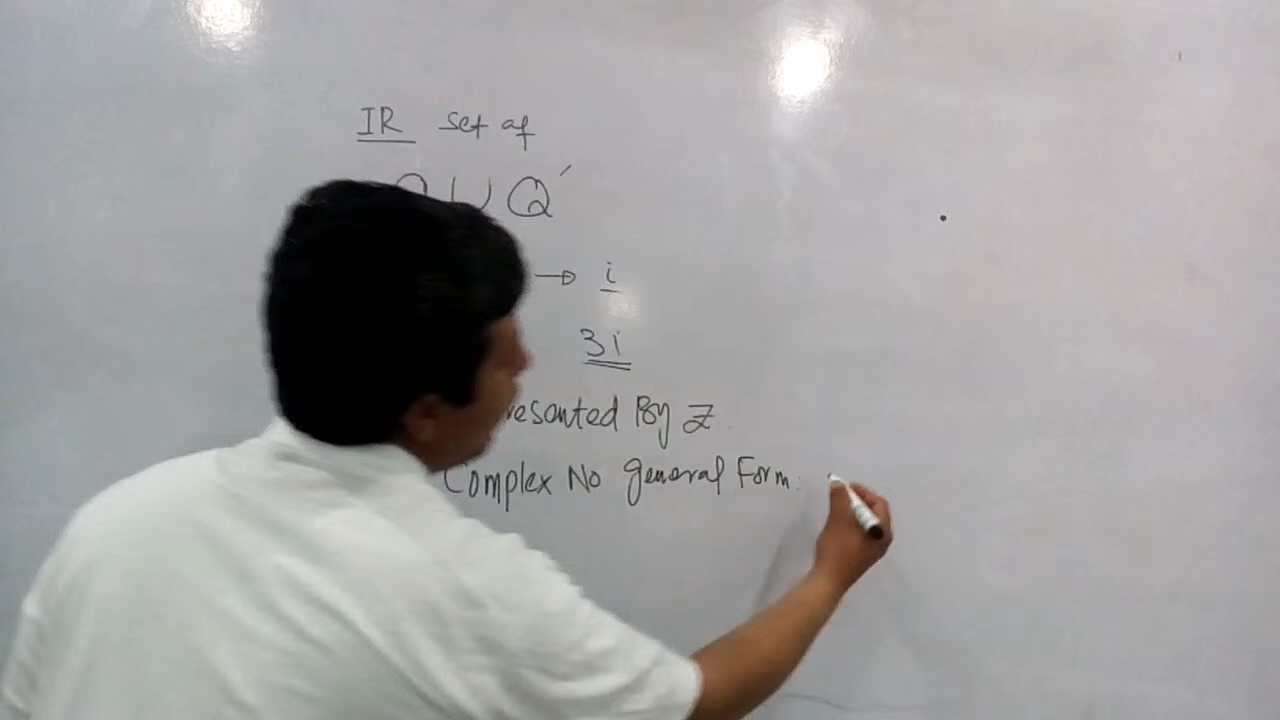 IR set of
Q U Q'
→ i
3i
resented By Z.
Complex No general Form: